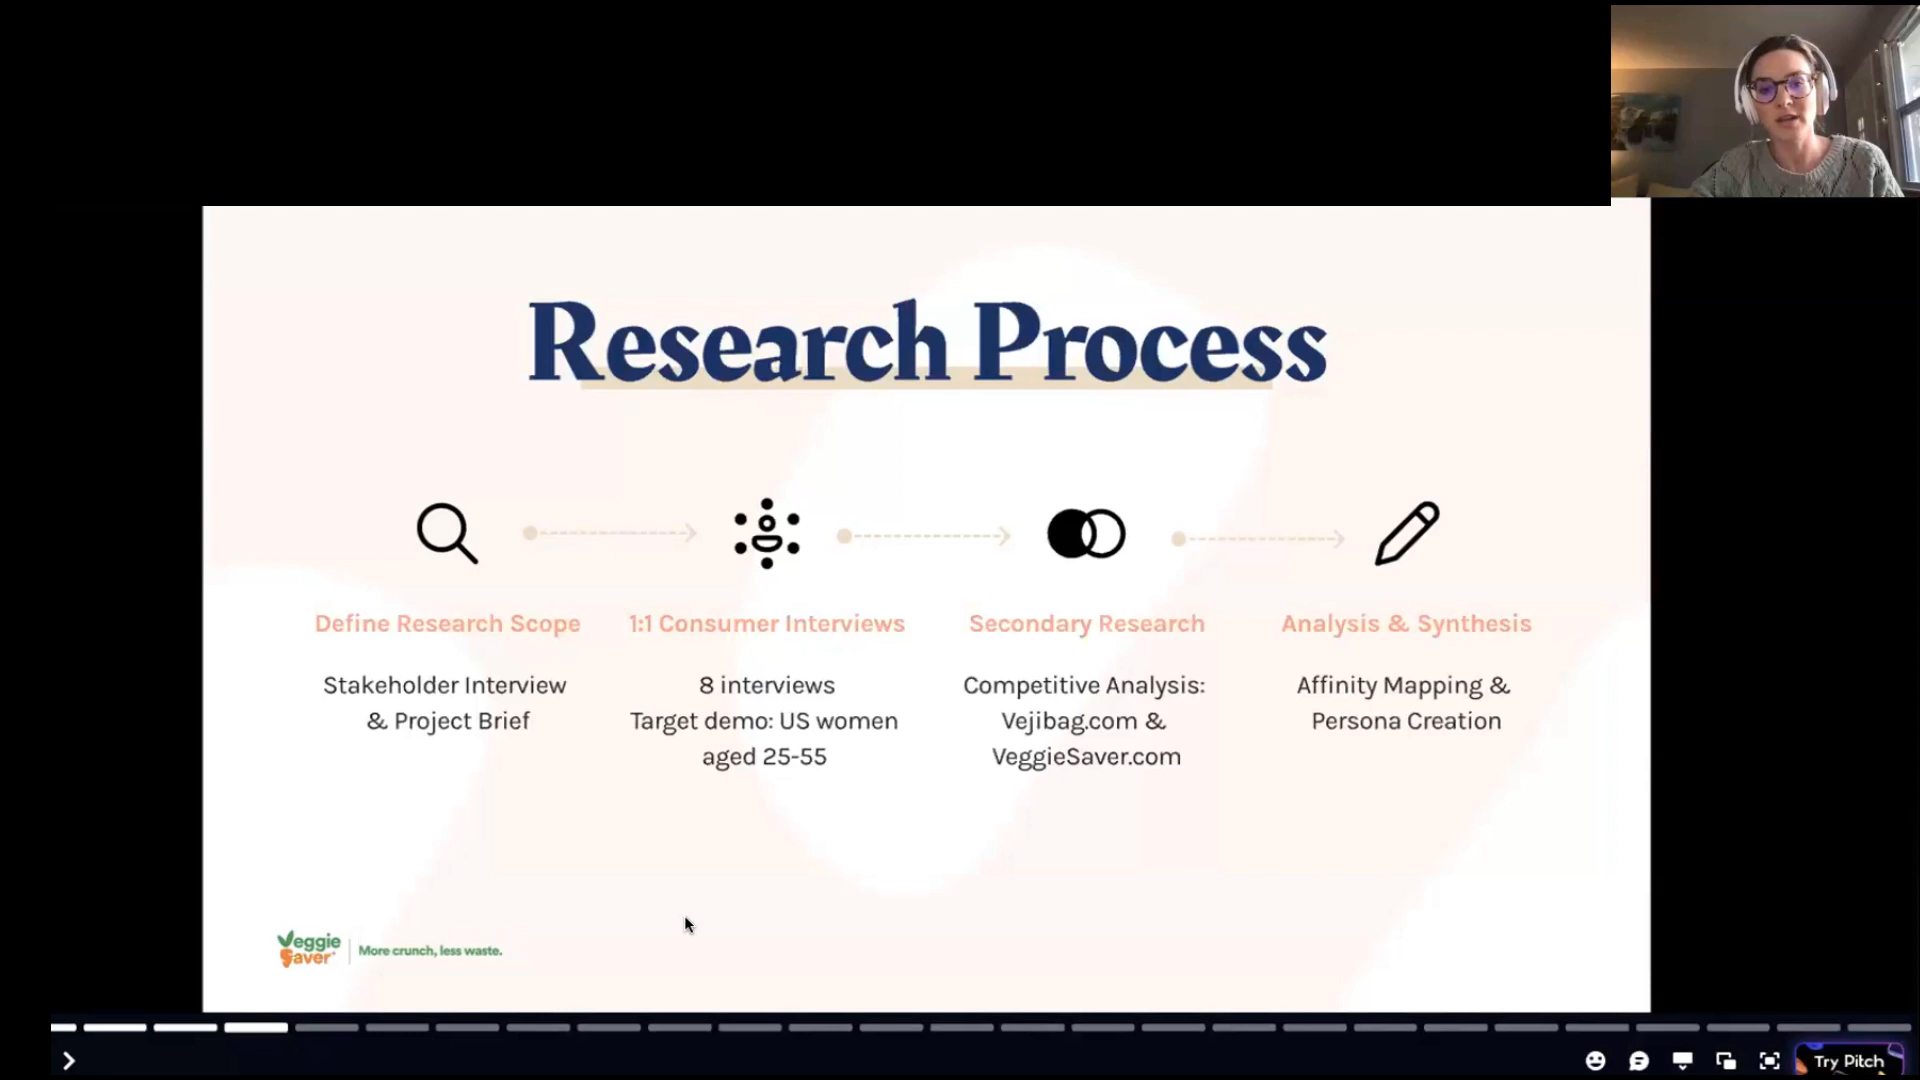 Research Process
Define Research Scope
Stakeholder Interview
& Project Brief
1:1 Consumer Interviews
8 interviews
Target demo: US women
aged 25-55
Secondary Research
Competitive Analysis:
Vejibag.com &
VeggieSaver.com
Analysis & Synthesis
Affinity Mapping &
Persona Creation
Veggie
Saver
More crunch, less waste.
Try Pitch